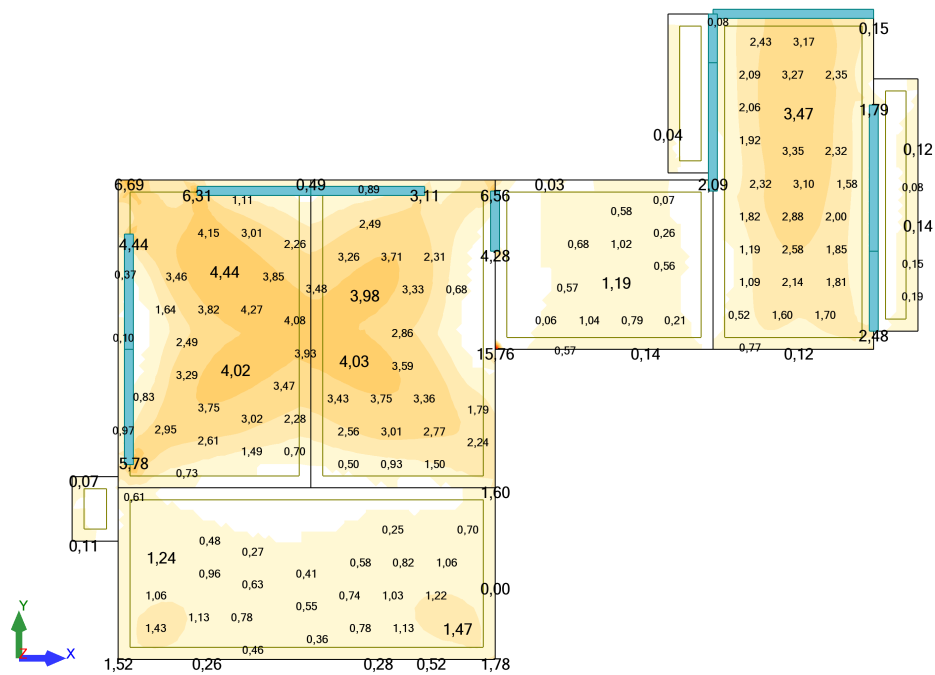 0,08
0,15
2,43 3,17
2,09 3,27 2,35
2,06 3,47 1,79
0,04 1,92 3,35 2,32 0,12
6,69 0,49 0,03 2,09 2,32 3,10 1,58 0,08
6,31 1,11 0,89 3,11 6,56 0,58 0,07
4,15 3,01 2,49 0,26 1,82 2,88 2,00 0,14
4,44 2,26 0,68 1,02 1,19 2,58 1,85
3,26 3,71 2,31 4,28
0,37 3,46 4,44 3,85 0,56 0,15
3,48 3,98 3,33 0,68 0,57 1,19 1,09 2,14 1,81 0,19
1,64 3,82 4,27 4,08 0,06 1,04 0,79 0,21 0,52 1,60 1,70
0,10 2,49 2,86 2,48
3,93 4,03 15,76 0,57 0,14 0,77 0,12
3,29 4,02 3,59
0,83 3,47
3,75 3,43 3,75 3,36 1,79
3,02 2,28
0,97 2,95 2,61 2,56 3,01 2,77 2,24
1,49 0,70
5,78 0,73 0,50 0,93 1,50
0,07
0,61 1,60
0,25 0,70
0,11 0,48 0,27
1,24 0,58 0,82 1,06
0,96 0,63 0,41 0,00
1,06 0,55 0,74 1,03 1,22
1,43 1,13 0,78 0,78 1,13 1,47
Y
0,36
0,46
Z X
1,52 0,26 0,28 0,52 1,78